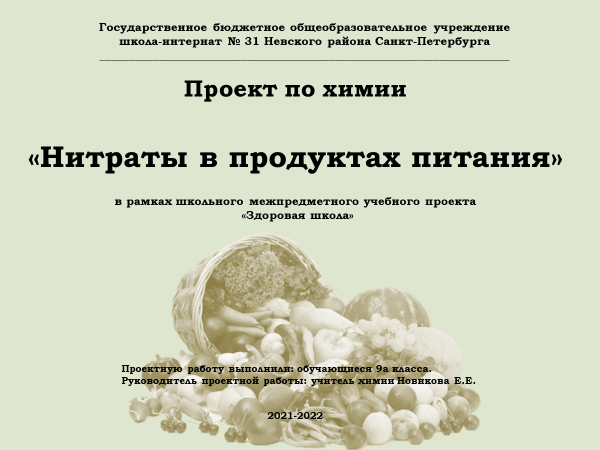 Государственное бюджетное общеобразовательное учреждение
школа-интернат № 31 Невского района Санкт-Петербурга
Проект по химии
«Нитраты в продуктах питания»
в рамках школьного межпредметного учебного проекта
«Здоровая школа»
Проектную работу выполнили: обучающиеся 9а класса.
Руководитель проектной работы: учитель химии Новикова Е.Е.
2021-2022